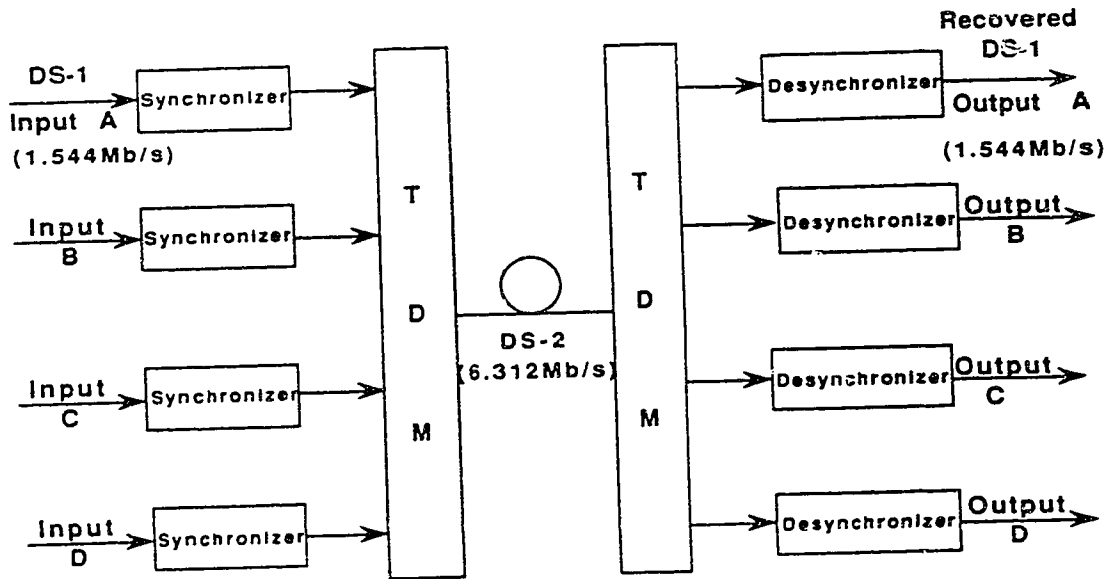 DS-1
Input A
(1.544Mb/s)
Synchronizer
Input
B
Synchronizer
Input
C
Synchronizer
Input
D
Synchronizer
T
D
M
DS-2
(6.312Mb/s)
T
D
M
Desynchronizer
Recovered
DS-1
Output A
(1.544Mb/s)
Desynchronizer
Output
B
Desynchronizer
Output
C
Desynchronizer
Output
D